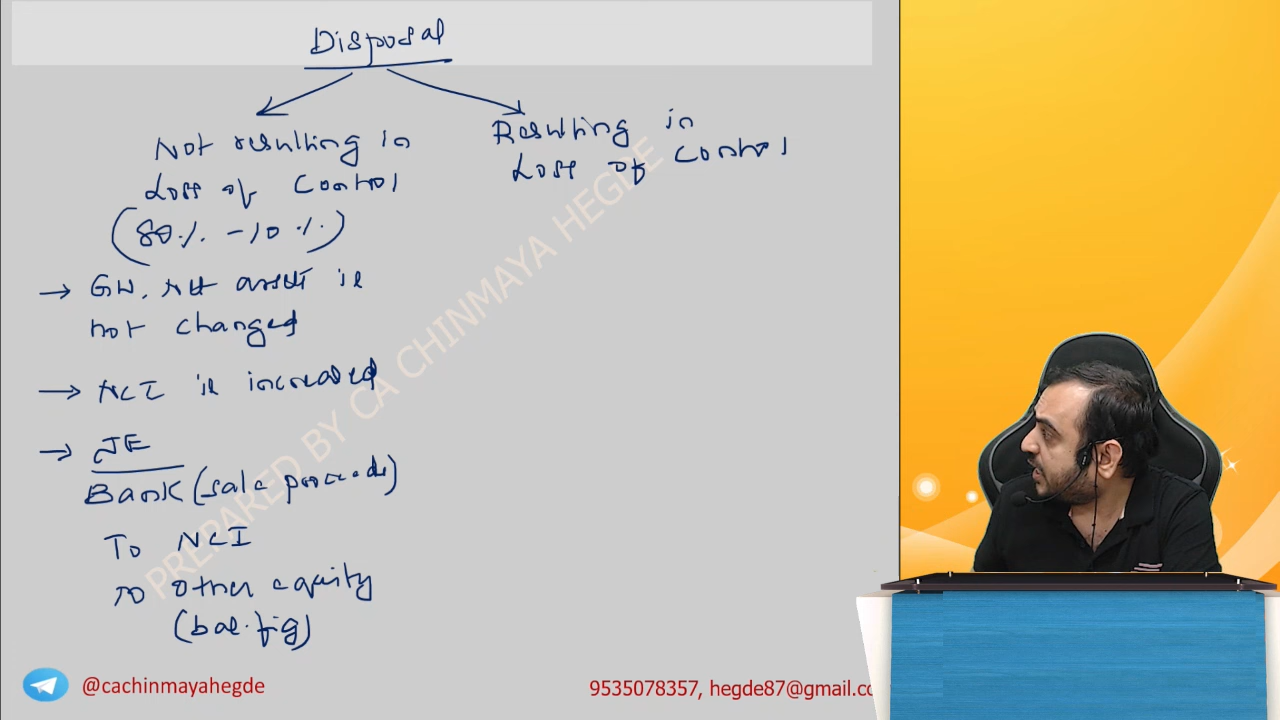 Disposal
Not resulting in
Loss of control
(80% - 10%)
→ GW, net asset is
not changed
→ NCI is increased
→ JE
Bank (sale proceeds)
To NCI
To other equity
(bal. fig)
Resulting in
Loss of control
PREPARED BY CA CHINMAYA HEGDE
@cachinmayahegde
9535078357, hegde87@gmail.co